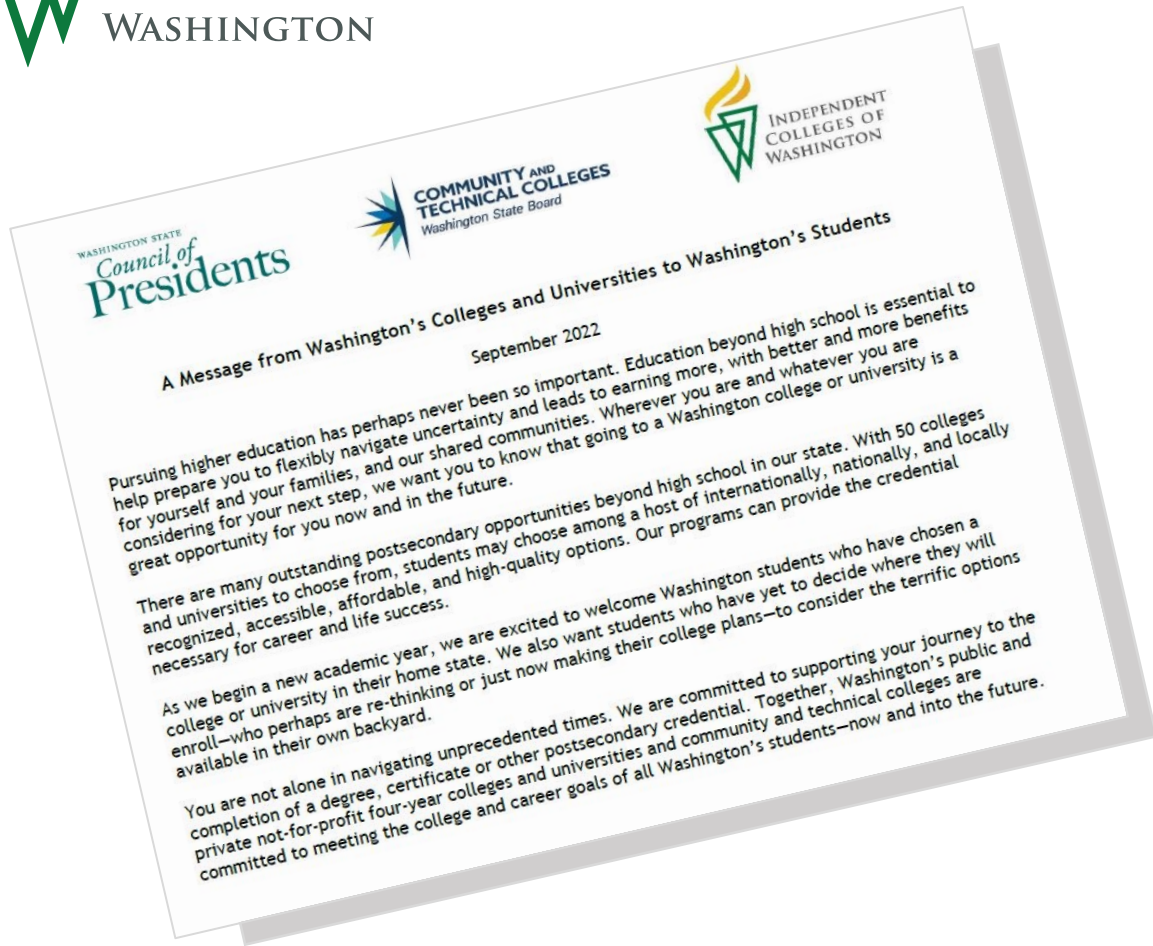 WASHINGTON
WASHINGTON STATE
Council of
Presidents
COMMUNITY AND
TECHNICAL COLLEGES
Washington State Board
INDEPENDENT
COLLEGES OF
WASHINGTON
A Message from Washington's Colleges and Universities to Washington's Students
September 2022
Pursuing higher education has perhaps never been so important. Education beyond high school is essential to
help prepare you to flexibly navigate uncertainty and leads to earning more, with better and more benefits
for yourself and your families, and our shared communities. Wherever you are and whatever you are
considering for your next step, we want you to know that going to a Washington college or university is a
great opportunity for you now and in the future.
There are many outstanding postsecondary opportunities beyond high school in our state. With 50 colleges
and universities to choose from, students may choose among a host of internationally, nationally, and locally
recognized, accessible, affordable, and high-quality options. Our programs can provide the credential
necessary for career and life success.
As we begin a new academic year, we are excited to welcome Washington students who have chosen a
college or university in their home state. We also want students who have yet to decide where they will
enroll—who perhaps are re-thinking or just now making their college plans—to consider the terrific options
available in their own backyard.
You are not alone in navigating unprecedented times. We are committed to supporting your journey to the
completion of a degree, certificate or other postsecondary credential. Together, Washington's public and
private not-for-profit four-year colleges and universities and community and technical colleges are
committed to meeting the college and career goals of all Washington's students—now and into the future.